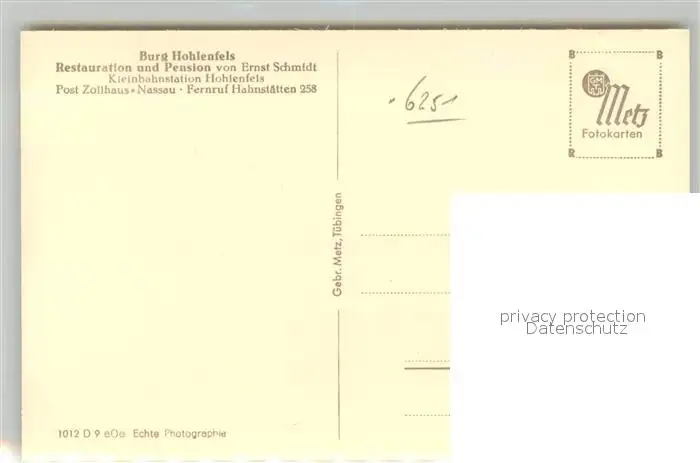 Burg Hohlenfels
Restauration und Pension von Ernst Schmidt
Kleinbahnstation Hohlenfels
Post Zollhaus • Nassau · Fernruf Hahnstätten 258
6251
B B
Metz
Fotokarten
R B
Gebr. Metz, Tübingen
privacy protection
Datenschutz
1012 D 9 eOe Echte Photographie